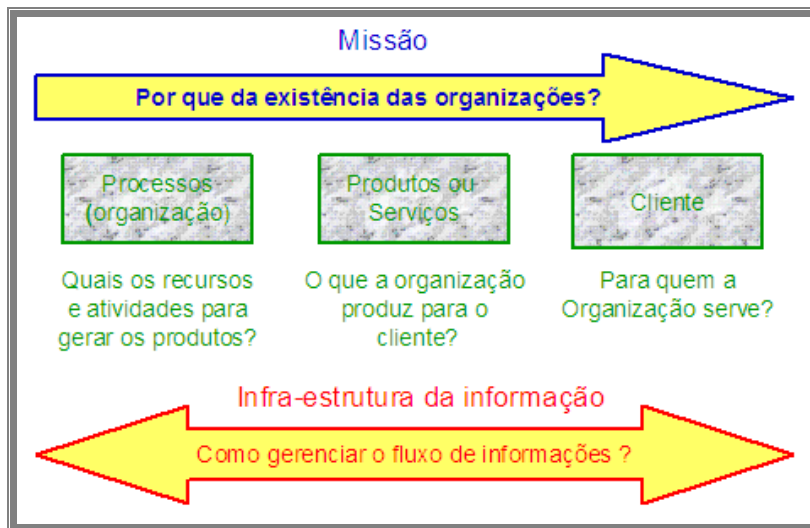 Missão
Por que da existência das organizações?
Processos
(organização)
Produtos ou
Serviços
Cliente
Quais os recursos
e atividades para
gerar os produtos?
O que a organização
produz para o
cliente?
Para quem a
Organização serve?
Infra-estrutura da informação
Como gerenciar o fluxo de informações ?